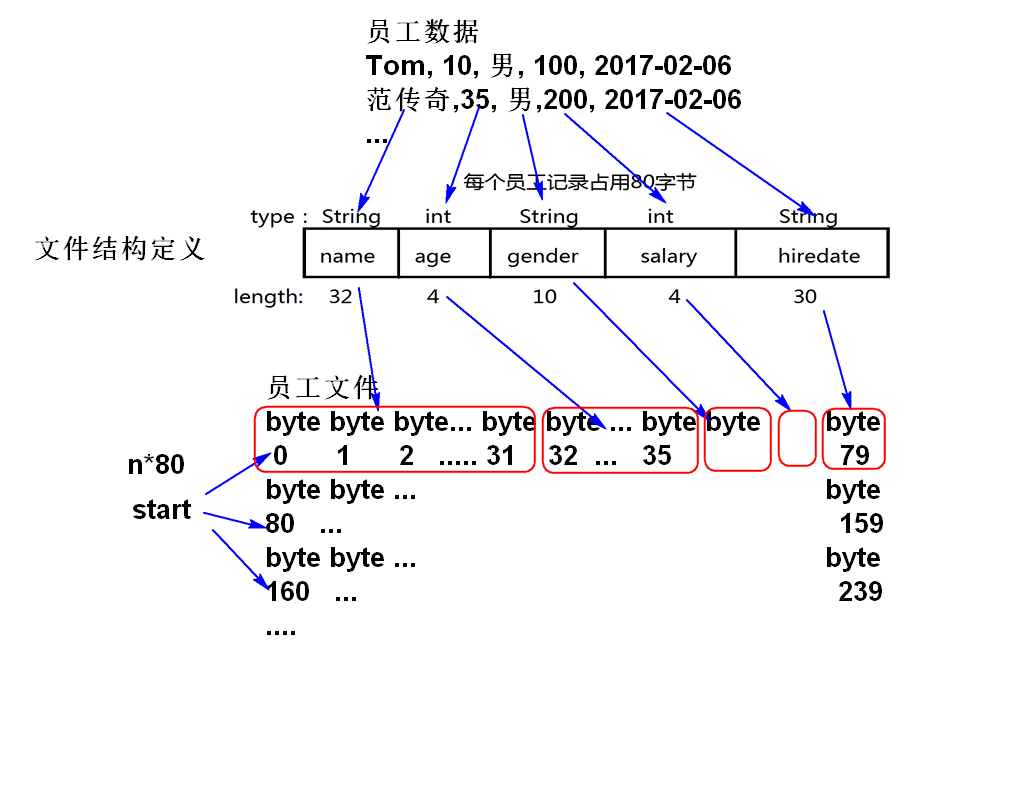 员工数据
Tom, 10, 男, 100, 2017-02-06
范传奇,35, 男,200, 2017-02-06
...
每个员工记录占用80字节
type : String int String int String
文件结构定义
name age gender salary hiredate
length: 32 4 10 4 30
员工文件
byte byte byte... byte byte ... byte byte byte
0 1 2 ..... 31 32 ... 35 79
n*80
byte byte ... byte
start
80 ... 159
byte byte ... byte
160 ... 239
....